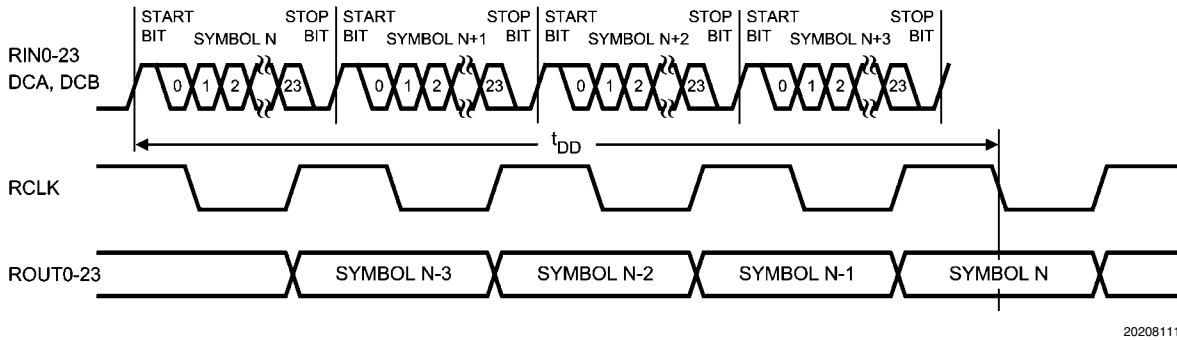 START BIT SYMBOL N STOP BIT
START BIT SYMBOL N+1 STOP BIT
START BIT SYMBOL N+2 STOP BIT
START BIT SYMBOL N+3 STOP BIT
RIN0-23
DCA, DCB
0 1 2 23 0 1 2 23 0 1 2 23 0 1 2 23
tDD
RCLK
ROUT0-23
SYMBOL N-3 SYMBOL N-2 SYMBOL N-1 SYMBOL N
20208111